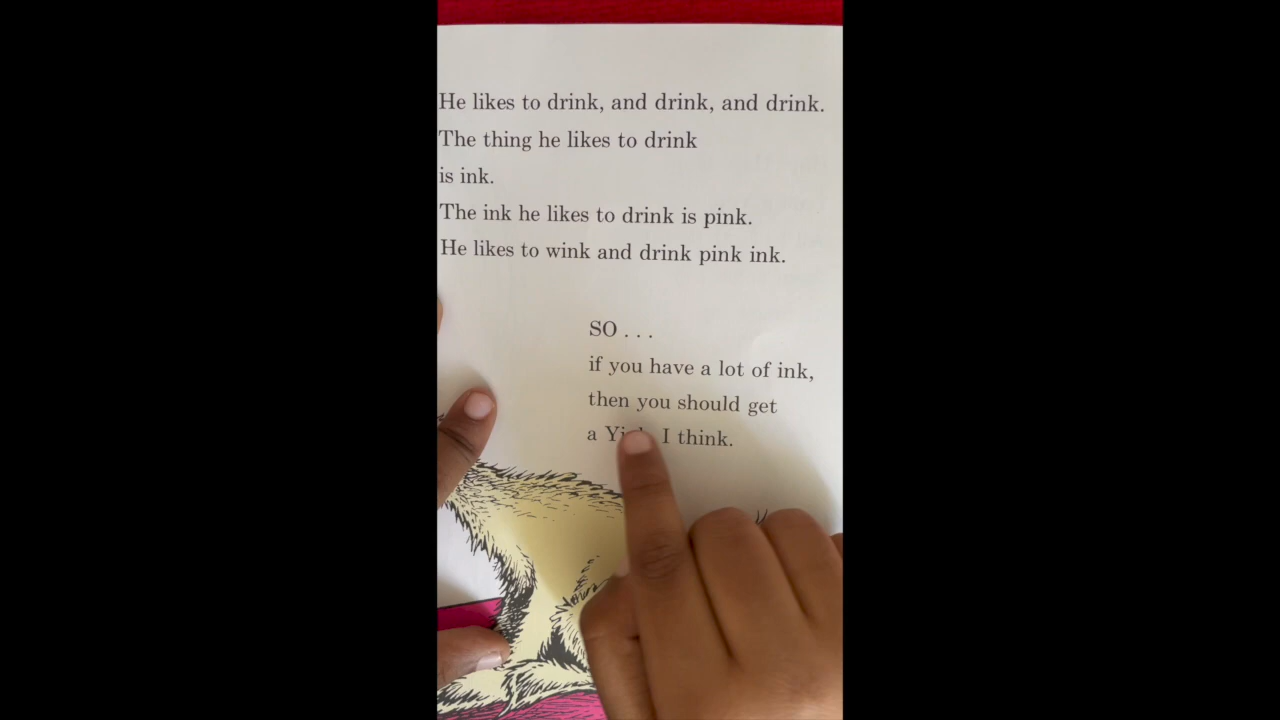 He likes to drink, and drink, and drink.
The thing he likes to drink
is ink.
The ink he likes to drink is pink.
He likes to wink and drink pink ink.
SO . . .
if you have a lot of ink,
then you should get
a I think.